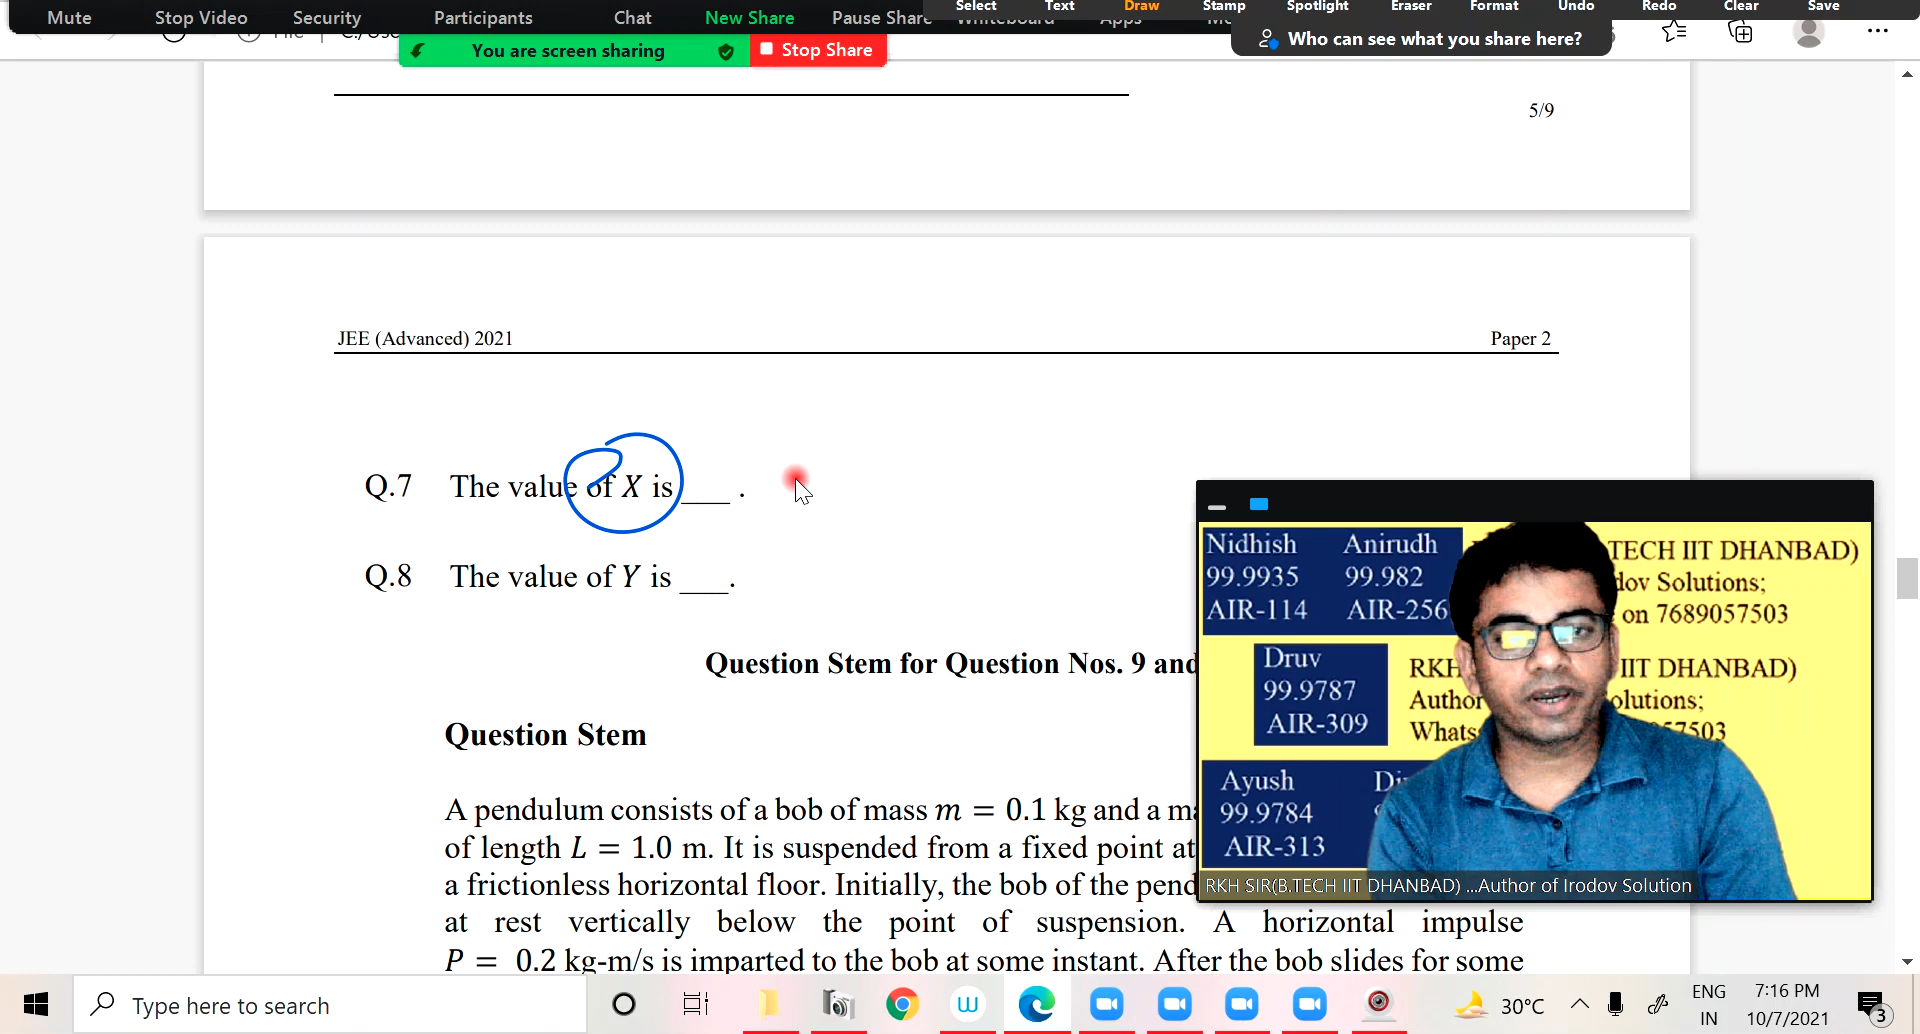 Mute Stop Video Security Participants Chat New Share Pause Share Select Text Draw Stamp Spotlight Eraser Format Undo Redo Clear Save
You are screen sharing Stop Share Who can see what you share here?
5/9
JEE (Advanced) 2021 Paper 2
Q.7 The value of X is ___ .
Q.8 The value of Y is ___.
Question Stem for Question Nos. 9 and
Question Stem
A pendulum consists of a bob of mass m = 0.1 kg and a
of length L = 1.0 m. It is suspended from a fixed point at
a frictionless horizontal floor. Initially, the bob of the
at rest vertically below the point of suspension. A horizontal impulse
P = 0.2 kg-m/s is imparted to the bob at some instant. After the bob slides for some
Nidhish Anirudh TECH IIT DHANBAD)
99.9935 99.982 Solutions;
AIR-114 AIR-256 on 7689057503
Druv
99.9787 RKH IIT DHANBAD)
AIR-309
Ayush
99.9784
AIR-313
RKH SIR(B.TECH IIT DHANBAD) ...Author of Irodov Solution
Type here to search
30°C ENG 7:16 PM
IN 10/7/2021 3